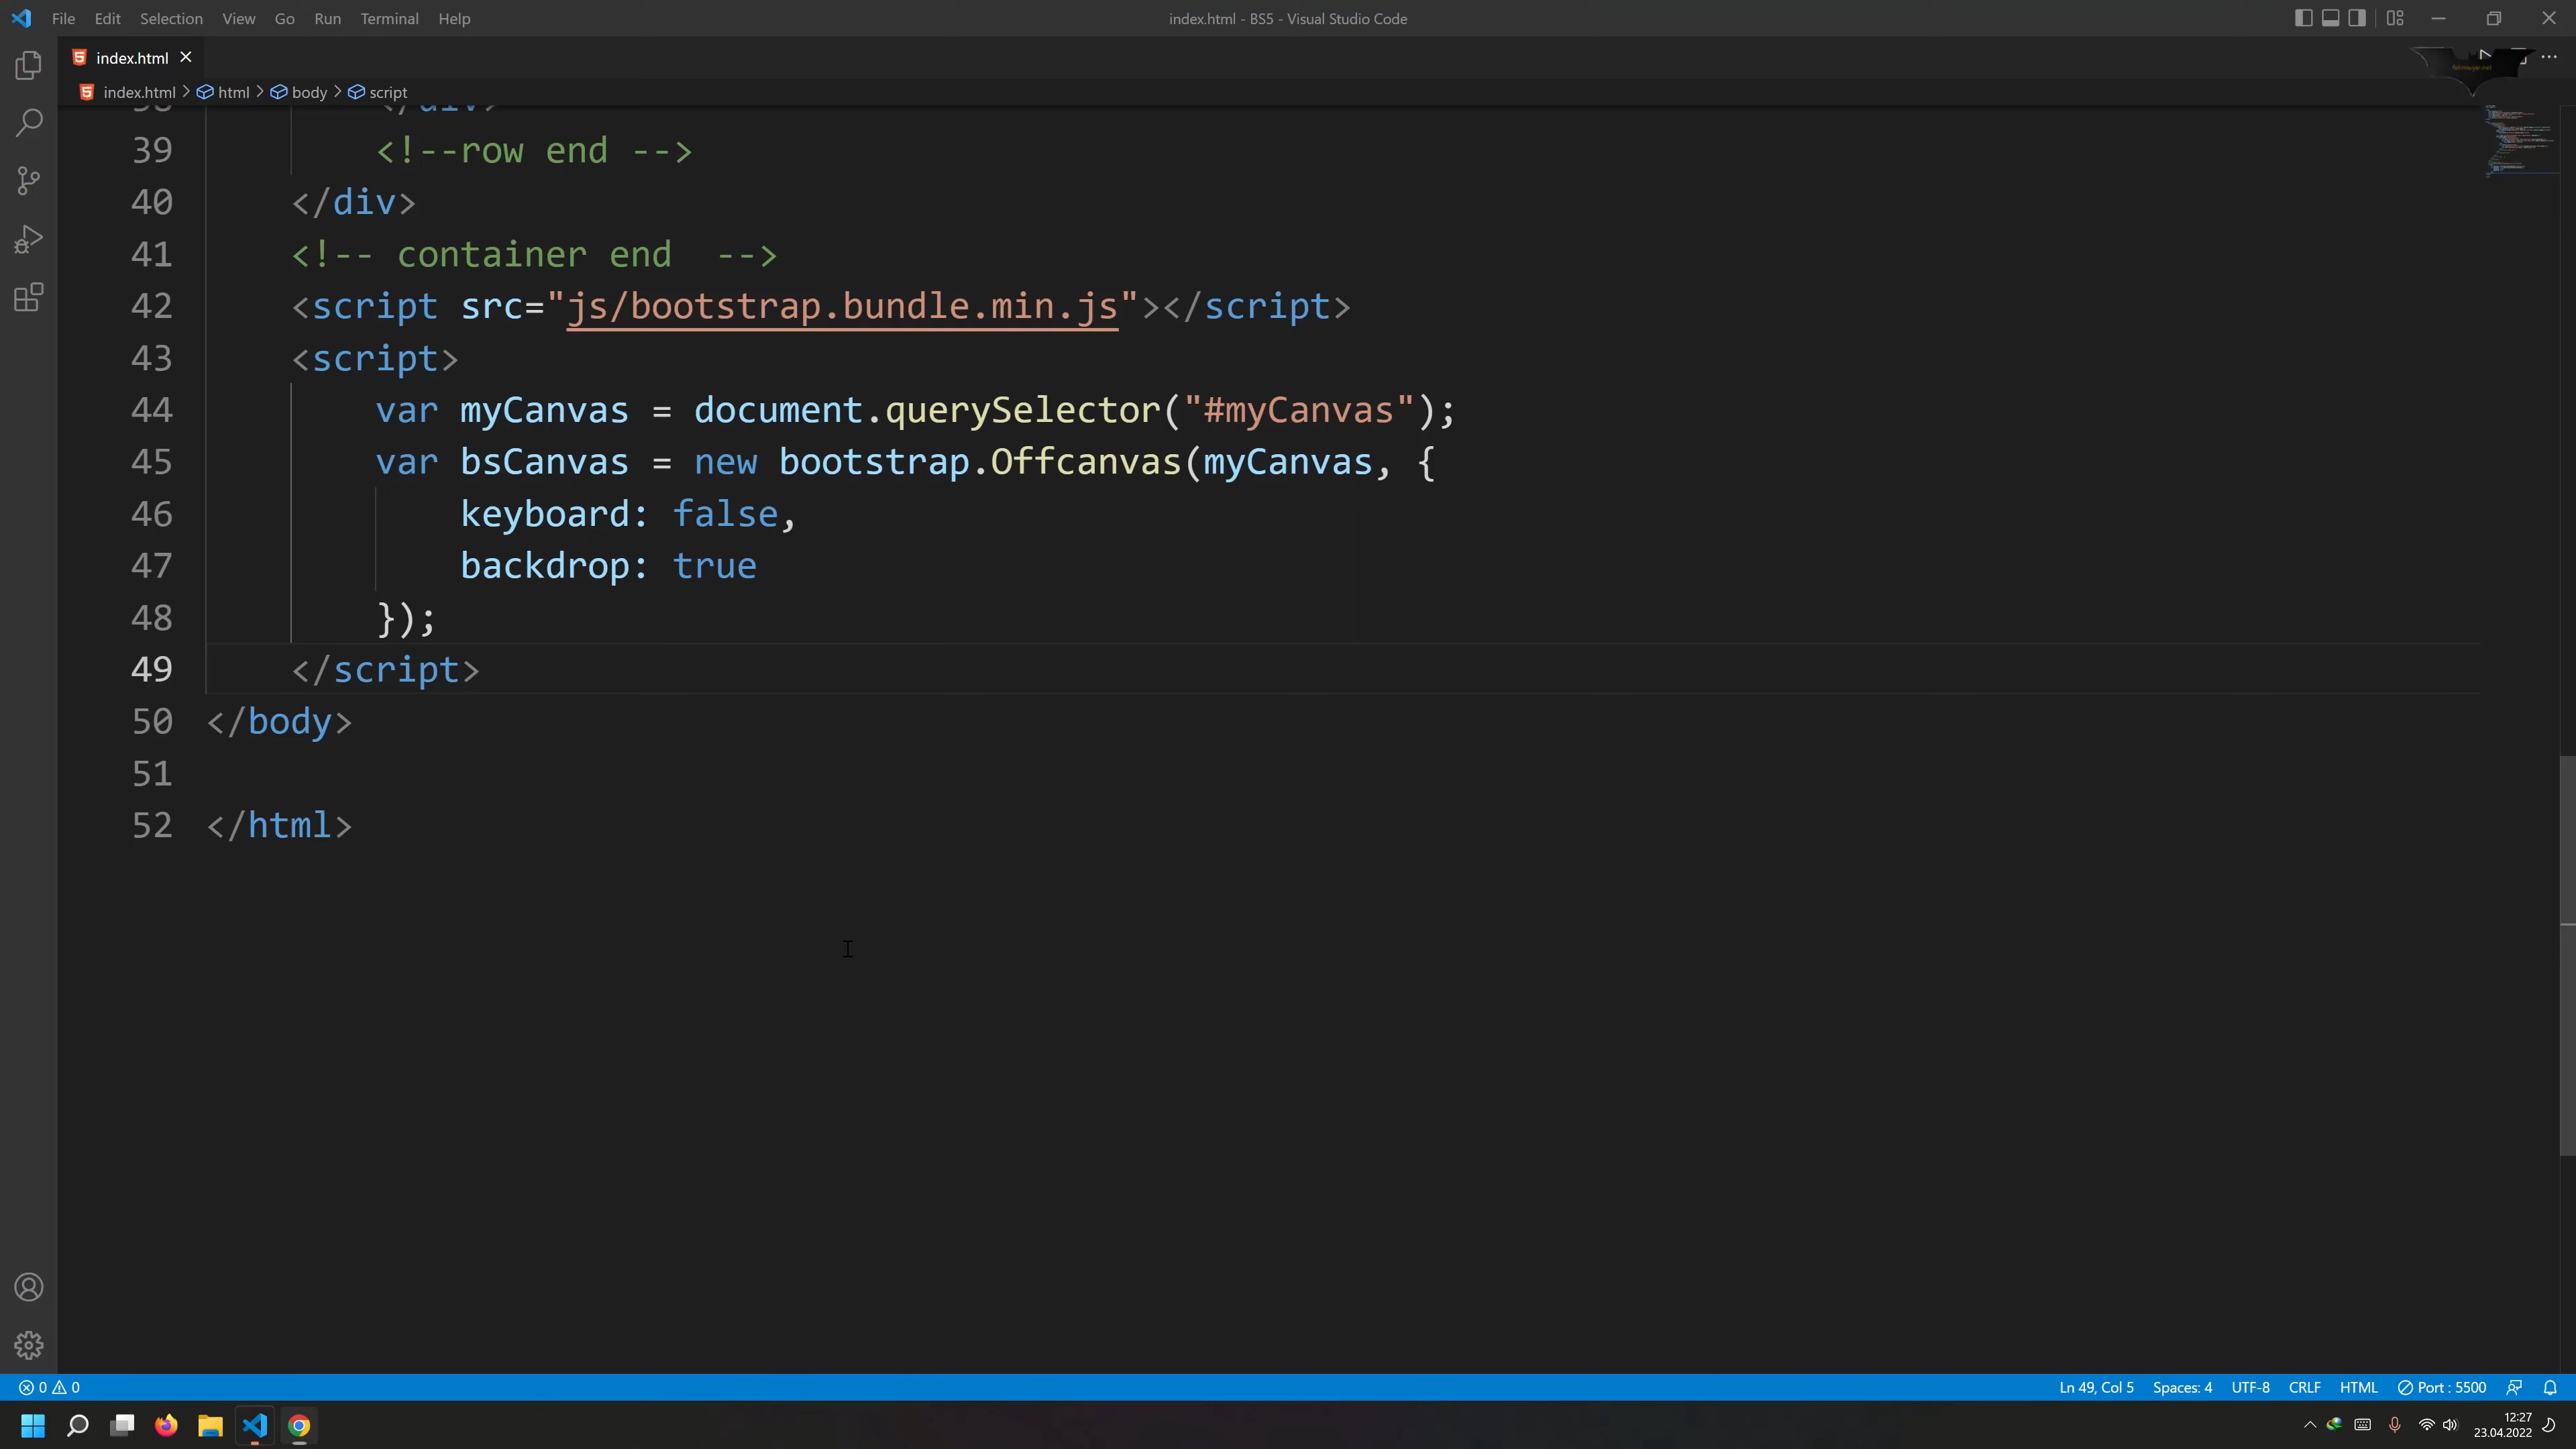 File Edit Selection View Go Run Terminal Help
index.html - BS5 - Visual Studio Code
index.html
index.html > html > body > script
38 </div>
39 <!--row end -->
40 </div>
41 <!-- container end  -->
42 <script src="js/bootstrap.bundle.min.js"></script>
43 <script>
44 var myCanvas = document.querySelector("#myCanvas");
45 var bsCanvas = new bootstrap.Offcanvas(myCanvas, {
46 keyboard: false,
47 backdrop: true
48 });
49 </script>
50 </body>
51
52 </html>
0 0
Ln 49, Col 5 Spaces: 4 UTF-8 CRLF HTML Port : 5500
12:27
23.04.2022